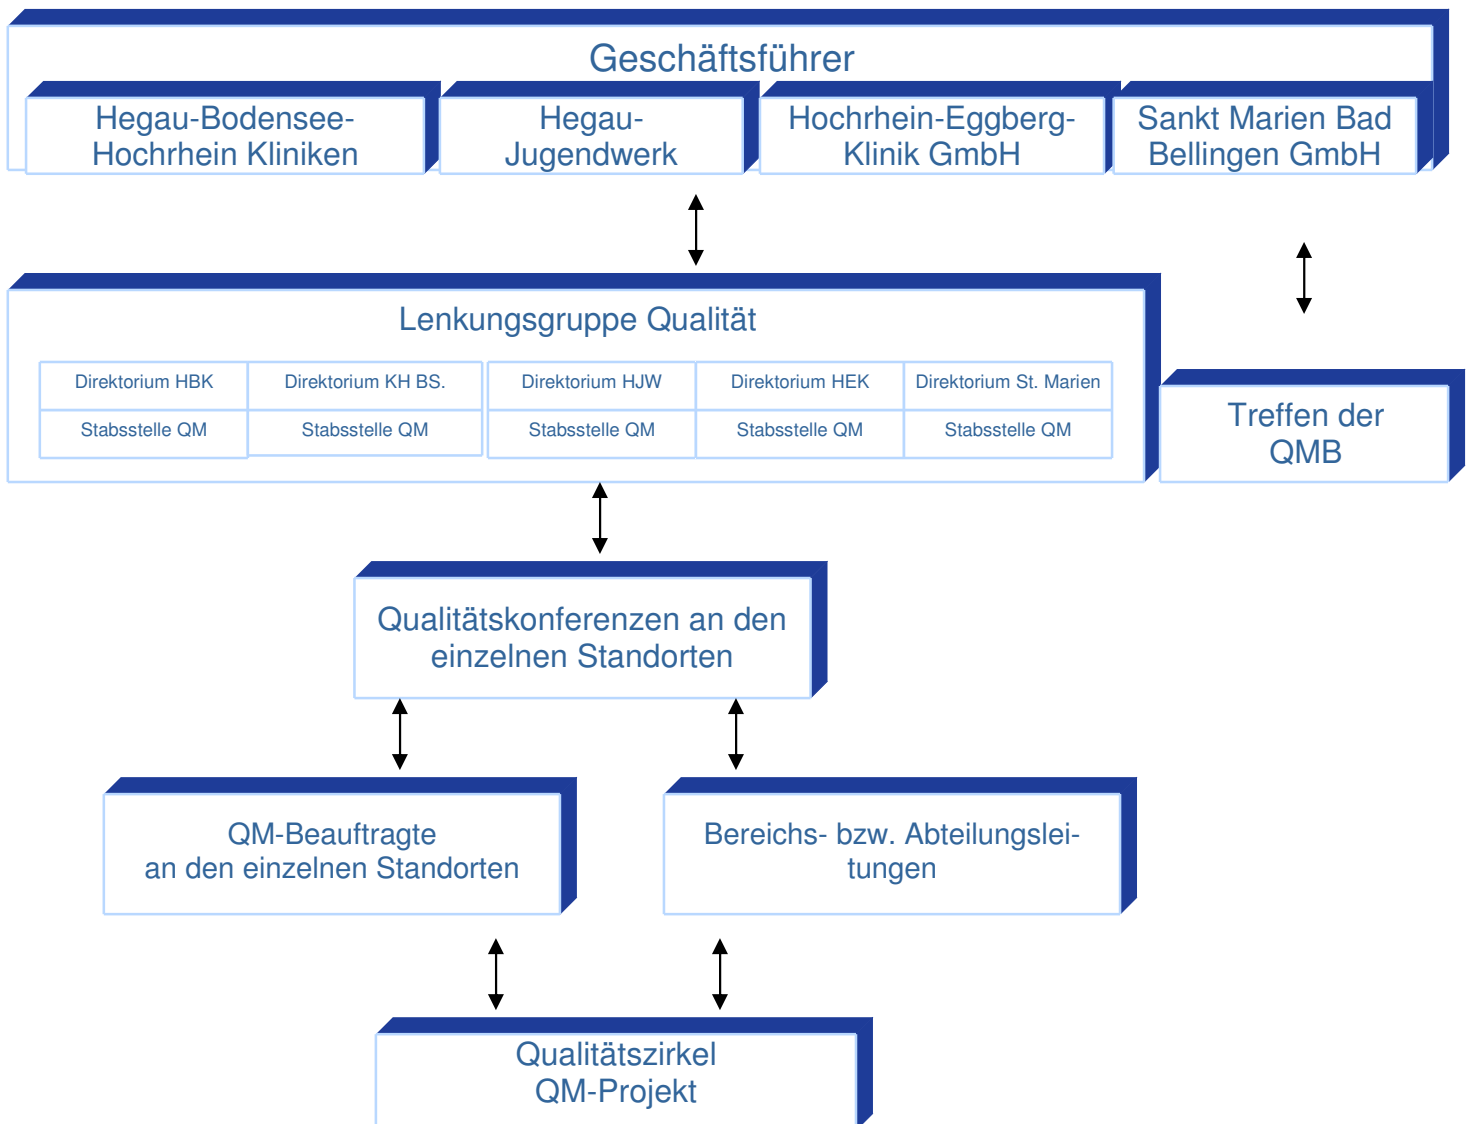 Geschäftsführer
Hegau-Bodensee-
Hochrhein Kliniken
Hegau-
Jugendwerk
Hochrhein-Eggberg-
Klinik GmbH
Sankt Marien Bad
Bellingen GmbH
Lenkungsgruppe Qualität
Direktorium HBK
Direktorium KH BS.
Direktorium HJW
Direktorium HEK
Direktorium St. Marien
Stabsstelle QM
Stabsstelle QM
Stabsstelle QM
Stabsstelle QM
Stabsstelle QM
Treffen der
QMB
Qualitätskonferenzen an den
einzelnen Standorten
QM-Beauftragte
an den einzelnen Standorten
Bereichs- bzw. Abteilungslei-
tungen
Qualitätszirkel
QM-Projekt